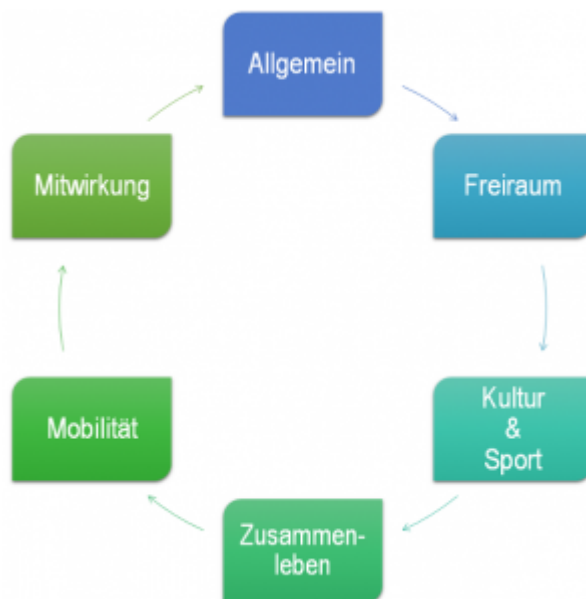 Allgemein
Freiraum
Kultur
&
Sport
Zusammen-
leben
Mobilität
Mitwirkung